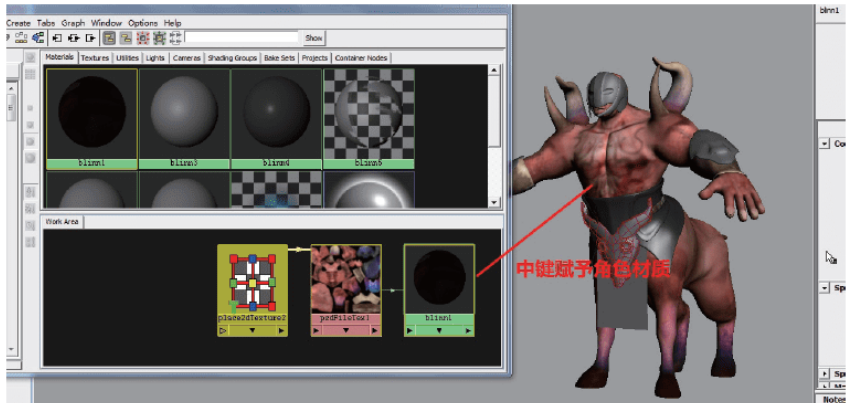 Create Tabs Graph Window Options Help
blinn1
Show
Materials Textures Utilities Lights Cameras Shading Groups Bake Sets Projects Container Nodes
blinn1 blinn3 blinn4 blinn5
Work Area
中键赋予角色材质
place2dTexture2 psdFileTex1 blinn1
Notes